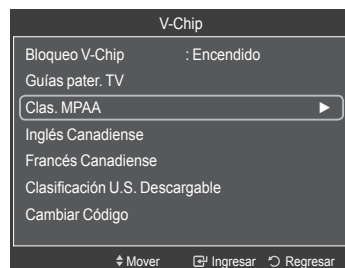 V-Chip
Bloqueo V-Chip : Encendido
Guías pater. TV
Clas. MPAA
Inglés Canadiense
Francés Canadiense
Clasificación U.S. Descargable
Cambiar Código
Mover Ingresar Regresar